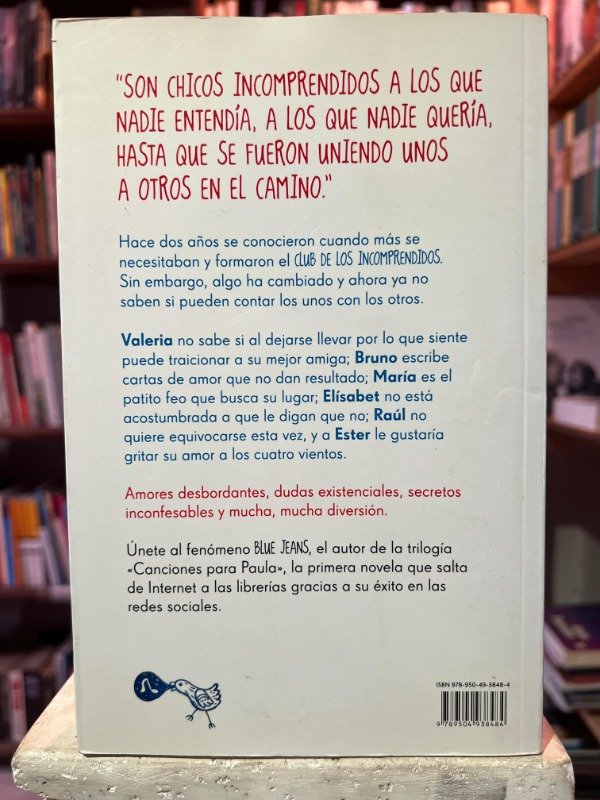 "SON CHICOS INCOMPRENDIDOS A LOS QUE
NADIE ENTENDÍA, A LOS QUE NADIE QUERÍA,
HASTA QUE SE FUERON UNIENDO UNOS
A OTROS EN EL CAMINO."
Hace dos años se conocieron cuando más se
necesitaban y formaron el CLUB DE LOS INCOMPRENDIDOS.
Sin embargo, algo ha cambiado y ahora ya no
saben si pueden contar los unos con los otros.
Valeria no sabe si al dejarse llevar por lo que siente
puede traicionar a su mejor amiga; Bruno escribe
cartas de amor que no dan resultado; María es el
patito feo que busca su lugar; Elísabet no está
acostumbrada a que le digan que no; Raúl no
quiere equivocarse esta vez, y a Ester le gustaría
gritar su amor a los cuatro vientos.
Amores desbordantes, dudas existenciales, secretos
inconfesables y mucha, mucha diversión.
Únete al fenómeno BLUE JEANS, el autor de la trilogía
«Canciones para Paula», la primera novela que salta
de Internet a las librerías gracias a su éxito en las
redes sociales.
ISBN 978-950-49-3848-4
9 789504 938484